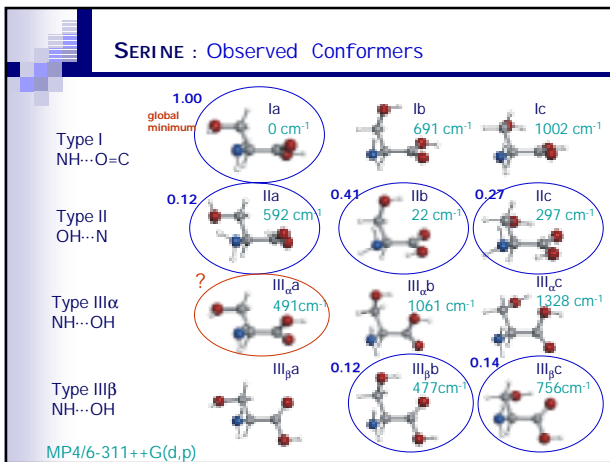 SERINE : Observed Conformers
1.00
global
minimum
Ia
0 cm-1
Ib
691 cm-1
Ic
1002 cm-1
Type I
NH···O=C
0.12
IIa
592 cm-1
0.41
IIb
22 cm-1
0.27
IIc
297 cm-1
Type II
OH···N
?
IIIαa
491cm-1
IIIαb
1061 cm-1
IIIαc
1328 cm-1
Type IIIα
NH···OH
IIIβa
0.12
IIIβb
477cm-1
0.14
IIIβc
756cm-1
Type IIIβ
NH···OH
MP4/6-311++G(d,p)